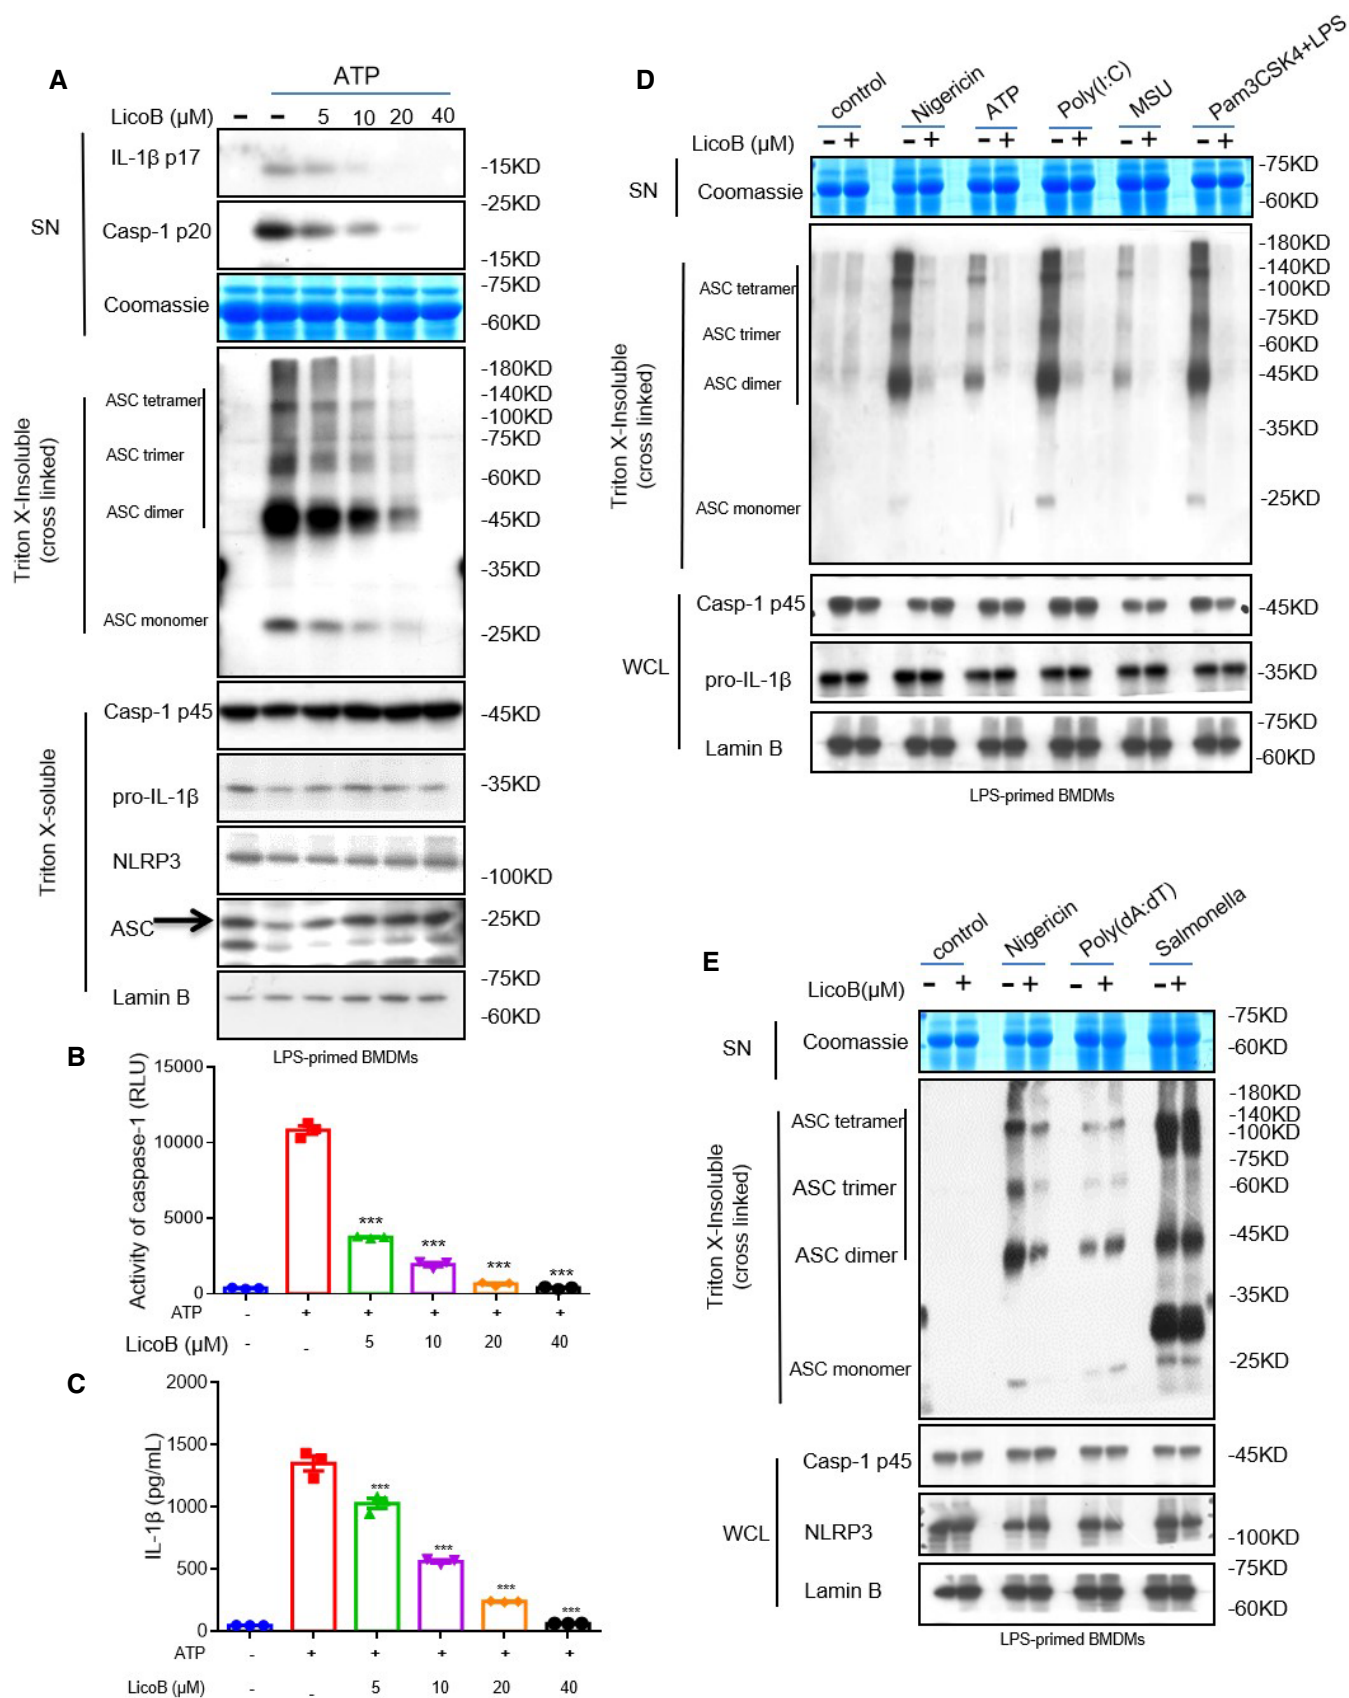 A
ATP
LicoB (µM) − − 5 10 20 40
SN
IL-1β p17
-15KD
-25KD
Casp-1 p20
-15KD
-75KD
Coomassie
-60KD
Triton X-Insoluble
(cross linked)
-180KD
ASC tetramer
-140KD
-100KD
-75KD
ASC trimer
-60KD
ASC dimer
-45KD
-35KD
ASC monomer
-25KD
Triton X-soluble
Casp-1 p45
-45KD
pro-IL-1β
-35KD
NLRP3
-100KD
ASC
-25KD
-75KD
Lamin B
-60KD
LPS-primed BMDMs
B
Activity of caspase-1 (RLU)
15000
10000
5000
0
*** *** *** ***
ATP - + + + + +
LicoB (µM) - - 5 10 20 40
C
IL-1β (pg/mL)
2000
1500
1000
500
0
*** *** *** ***
ATP - + + + + +
LicoB (µM) - - 5 10 20 40
D
control Nigericin ATP Poly(I:C) MSU Pam3CSK4+LPS
LicoB (µM) − + − + − + − + − + − +
SN
Coomassie
-75KD
-60KD
Triton X-Insoluble
(cross linked)
-180KD
-140KD
ASC tetramer
-100KD
-75KD
ASC trimer
-60KD
ASC dimer
-45KD
-35KD
ASC monomer
-25KD
WCL
Casp-1 p45
-45KD
pro-IL-1β
-35KD
-75KD
Lamin B
-60KD
LPS-primed BMDMs
E
control Nigericin Poly(dA:dT) Salmonella
LicoB(µM) − + − + − + − +
SN
Coomassie
-75KD
-60KD
Triton X-Insoluble
(cross linked)
-180KD
ASC tetramer
-140KD
-100KD
-75KD
ASC trimer
-60KD
-45KD
ASC dimer
-35KD
-25KD
ASC monomer
WCL
Casp-1 p45
-45KD
NLRP3
-100KD
-75KD
Lamin B
-60KD
LPS-primed BMDMs